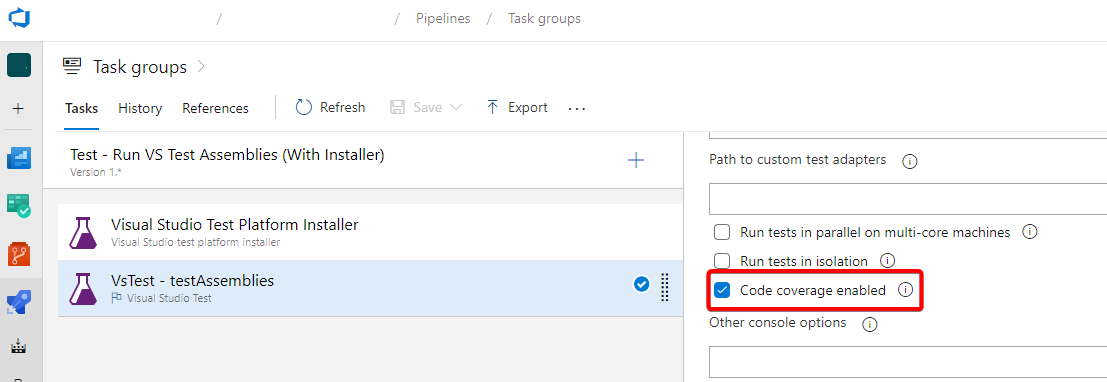 / / Pipelines / Task groups
Task groups
Tasks History References Refresh Save Export ...
Test - Run VS Test Assemblies (With Installer)
Version 1.*
Visual Studio Test Platform Installer
Visual Studio test platform installer
VsTest - testAssemblies
Visual Studio Test
Path to custom test adapters
Run tests in parallel on multi-core machines
Run tests in isolation
Code coverage enabled
Other console options